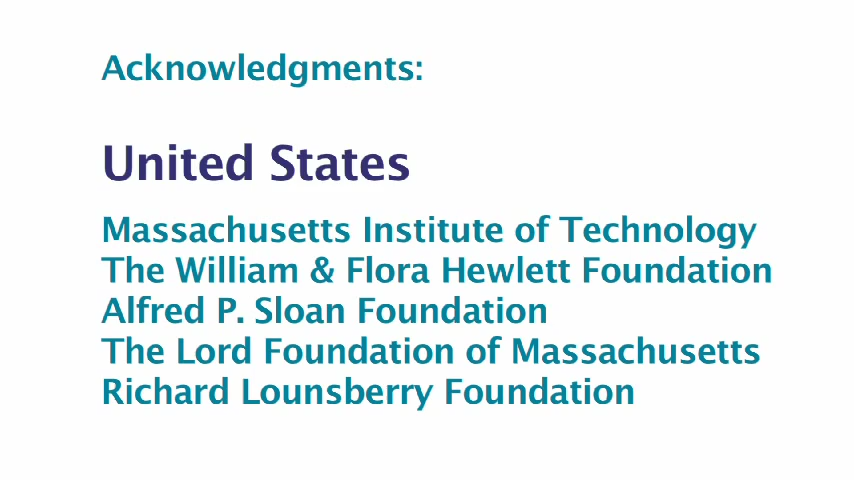 Acknowledgments:
United States
Massachusetts Institute of Technology
The William & Flora Hewlett Foundation
Alfred P. Sloan Foundation
The Lord Foundation of Massachusetts
Richard Lounsberry Foundation